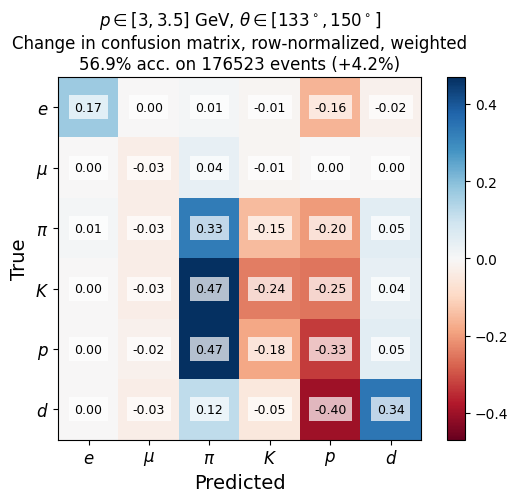 p ∈ [3, 3.5] GeV, θ ∈ [133°, 150°]
Change in confusion matrix, row-normalized, weighted
56.9% acc. on 176523 events (+4.2%)
e 0.17 0.00 0.01 -0.01 -0.16 -0.02
μ 0.00 -0.03 0.04 -0.01 0.00 0.00
π 0.01 -0.03 0.33 -0.15 -0.20 0.05
K 0.00 -0.03 0.47 -0.24 -0.25 0.04
p 0.00 -0.02 0.47 -0.18 -0.33 0.05
d 0.00 -0.03 0.12 -0.05 -0.40 0.34
e μ π K p d
Predicted
True
0.4
0.2
0.0
−0.2
−0.4